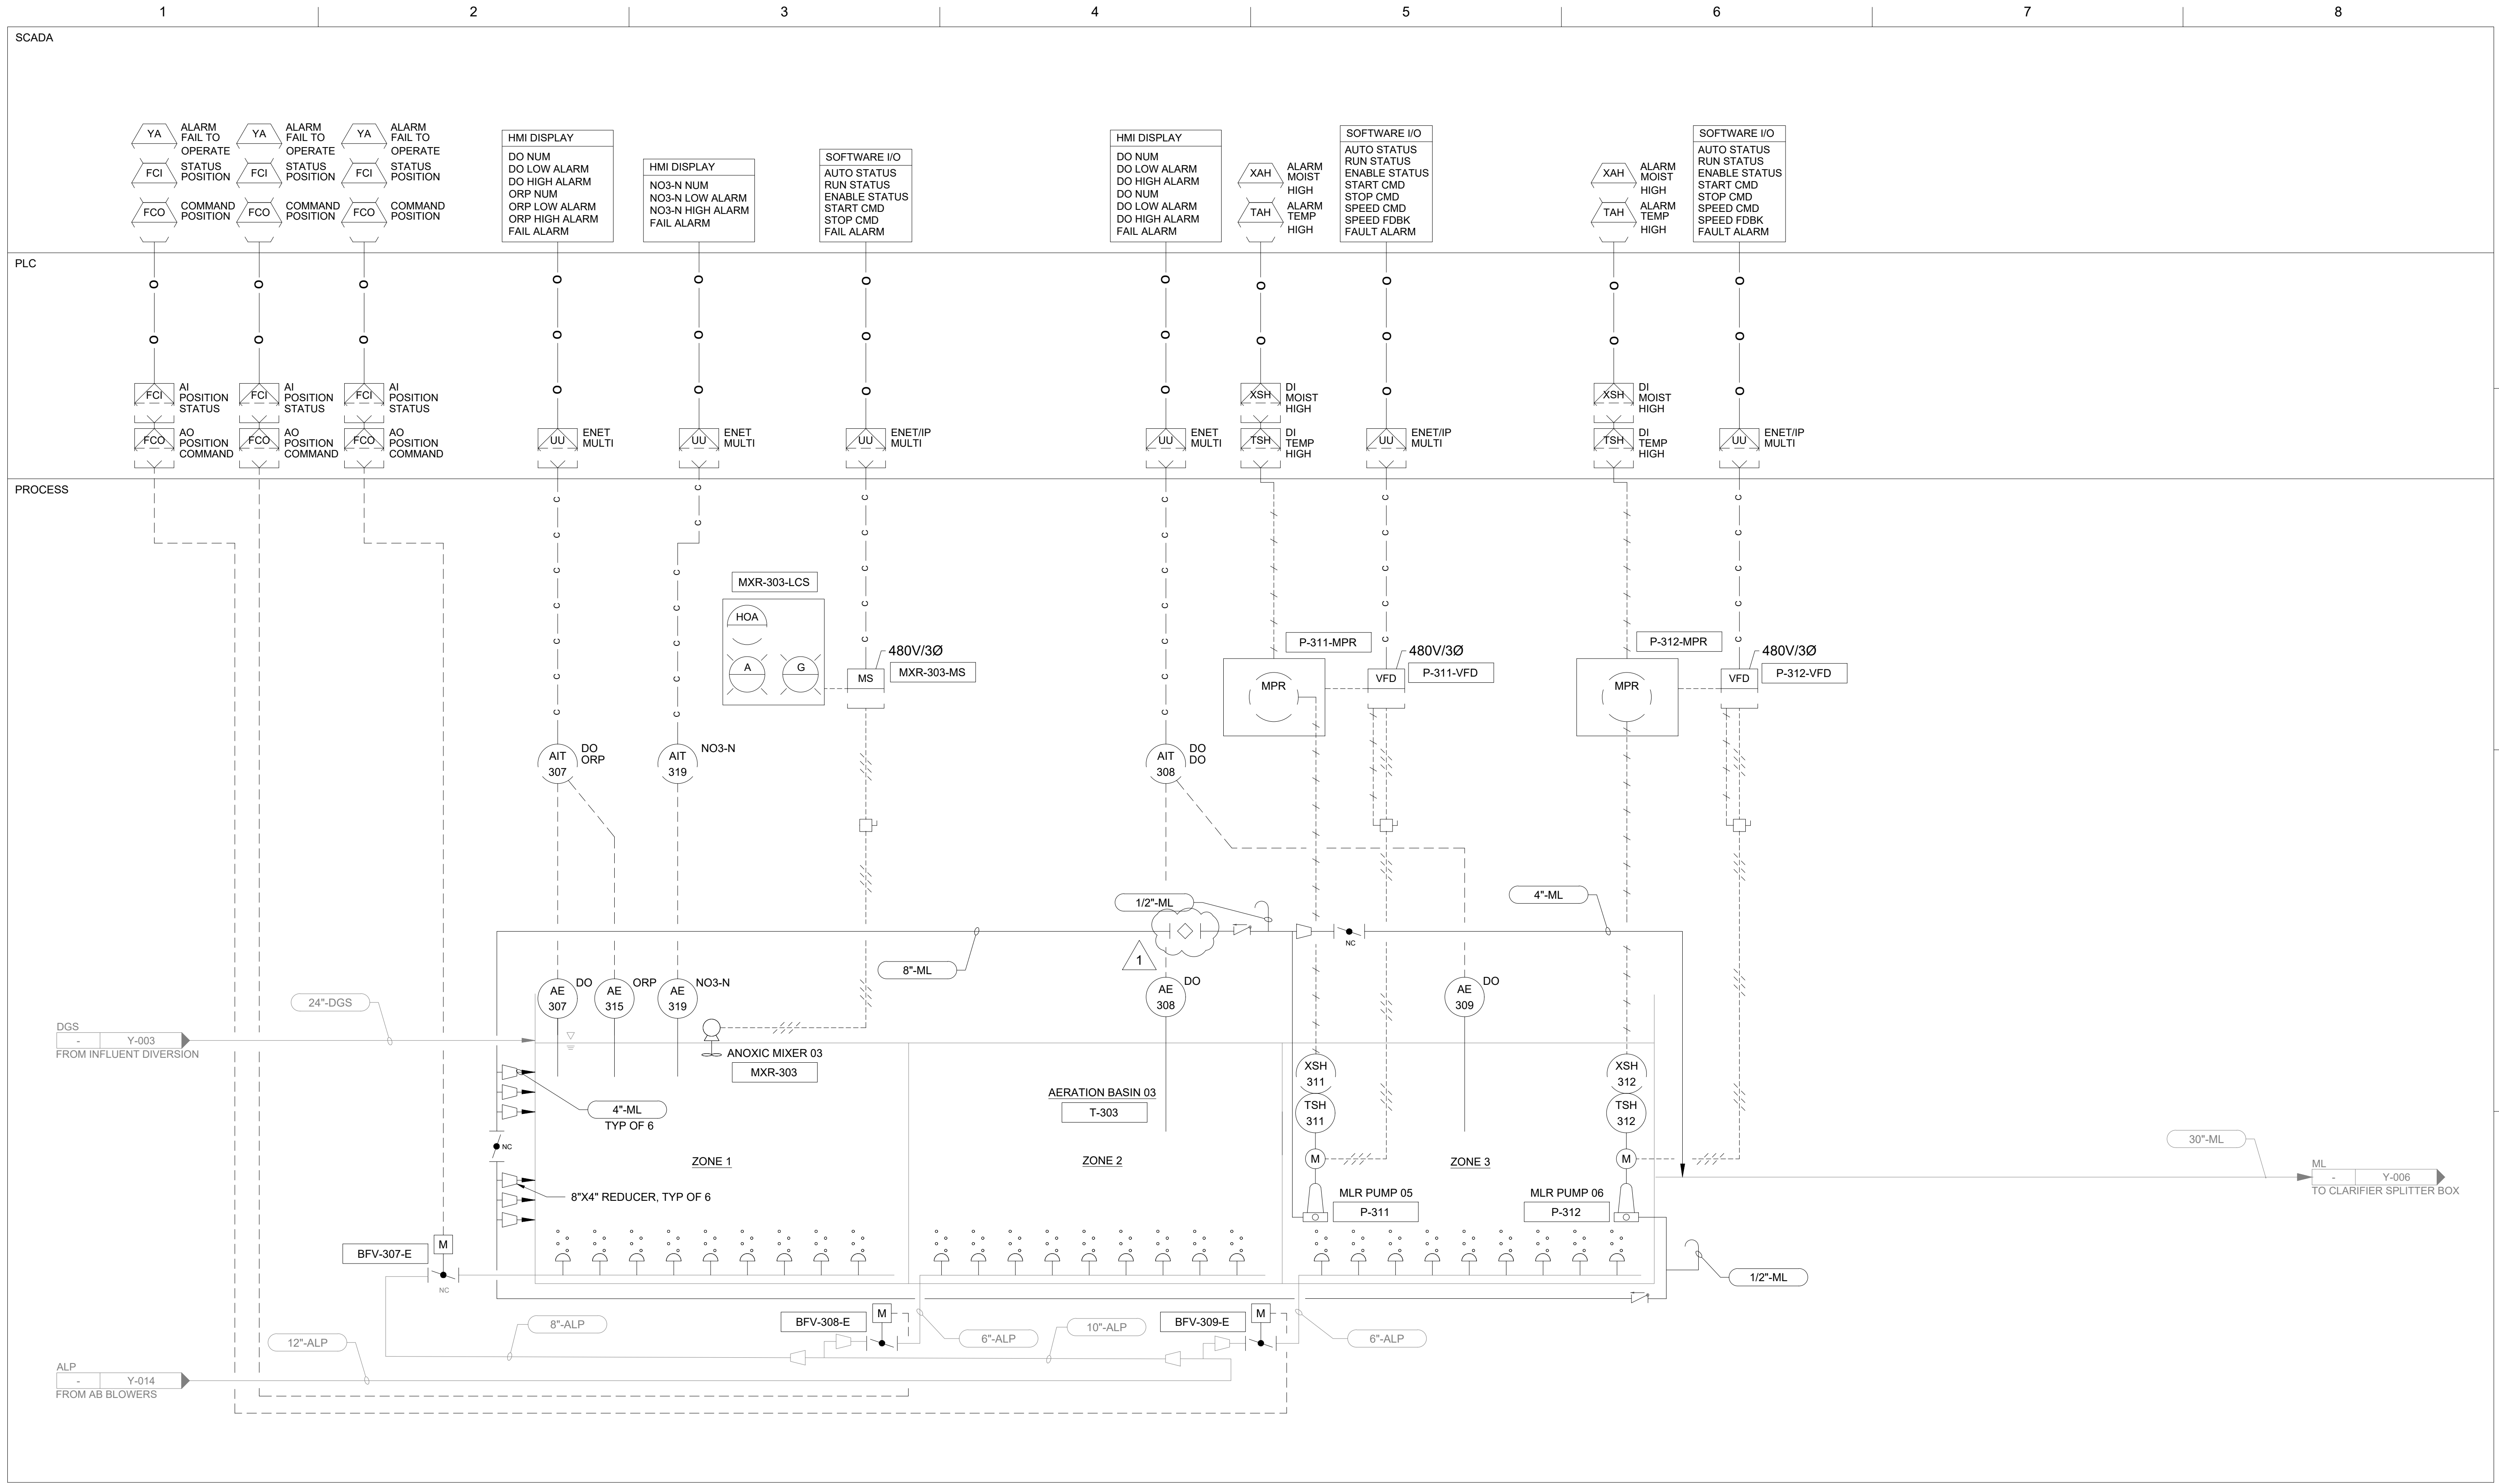 1 2 3 4 5 6 7 8
SCADA
YA
ALARM
FAIL TO
OPERATE
FCI
STATUS
POSITION
FCO
COMMAND
POSITION
YA
ALARM
FAIL TO
OPERATE
FCI
STATUS
POSITION
FCO
COMMAND
POSITION
YA
ALARM
FAIL TO
OPERATE
FCI
STATUS
POSITION
FCO
COMMAND
POSITION
HMI DISPLAY
DO NUM
DO LOW ALARM
DO HIGH ALARM
ORP NUM
ORP LOW ALARM
ORP HIGH ALARM
FAIL ALARM
HMI DISPLAY
NO3-N NUM
NO3-N LOW ALARM
NO3-N HIGH ALARM
FAIL ALARM
SOFTWARE I/O
AUTO STATUS
RUN STATUS
ENABLE STATUS
START CMD
STOP CMD
FAIL ALARM
HMI DISPLAY
DO NUM
DO LOW ALARM
DO HIGH ALARM
DO NUM
DO LOW ALARM
DO HIGH ALARM
FAIL ALARM
XAH
ALARM
MOIST
HIGH
TAH
ALARM
TEMP
HIGH
SOFTWARE I/O
AUTO STATUS
RUN STATUS
ENABLE STATUS
START CMD
STOP CMD
SPEED CMD
SPEED FDBK
FAULT ALARM
XAH
ALARM
MOIST
HIGH
TAH
ALARM
TEMP
HIGH
SOFTWARE I/O
AUTO STATUS
RUN STATUS
ENABLE STATUS
START CMD
STOP CMD
SPEED CMD
SPEED FDBK
FAULT ALARM
PLC
FCI
AI
POSITION
STATUS
FCO
AO
POSITION
COMMAND
FCI
AI
POSITION
STATUS
FCO
AO
POSITION
COMMAND
FCI
AI
POSITION
STATUS
FCO
AO
POSITION
COMMAND
UU
ENET
MULTI
UU
ENET
MULTI
UU
ENET/IP
MULTI
UU
ENET
MULTI
XSH
DI
MOIST
HIGH
TSH
DI
TEMP
HIGH
UU
ENET/IP
MULTI
XSH
DI
MOIST
HIGH
TSH
DI
TEMP
HIGH
UU
ENET/IP
MULTI
PROCESS
MXR-303-LCS
HOA
A
G
480V/3Ø
MS
MXR-303-MS
P-311-MPR
MPR
480V/3Ø
VFD
P-311-VFD
P-312-MPR
MPR
480V/3Ø
VFD
P-312-VFD
AIT
307
DO
ORP
AIT
319
NO3-N
AIT
308
DO
DO
1/2"-ML
4"-ML
NC
1
8"-ML
AE
307
DO
AE
315
ORP
AE
319
NO3-N
AE
308
DO
AE
309
DO
24"-DGS
DGS
- Y-003
FROM INFLUENT DIVERSION
ANOXIC MIXER 03
MXR-303
4"-ML
TYP OF 6
NC
AERATION BASIN 03
T-303
XSH
311
TSH
311
M
XSH
312
TSH
312
M
ZONE 1
ZONE 2
ZONE 3
30"-ML
ML
- Y-006
TO CLARIFIER SPLITTER BOX
8"X4" REDUCER, TYP OF 6
MLR PUMP 05
P-311
MLR PUMP 06
P-312
BFV-307-E
M
NC
1/2"-ML
BFV-308-E
M
BFV-309-E
M
8"-ALP
6"-ALP
10"-ALP
6"-ALP
12"-ALP
ALP
- Y-014
FROM AB BLOWERS